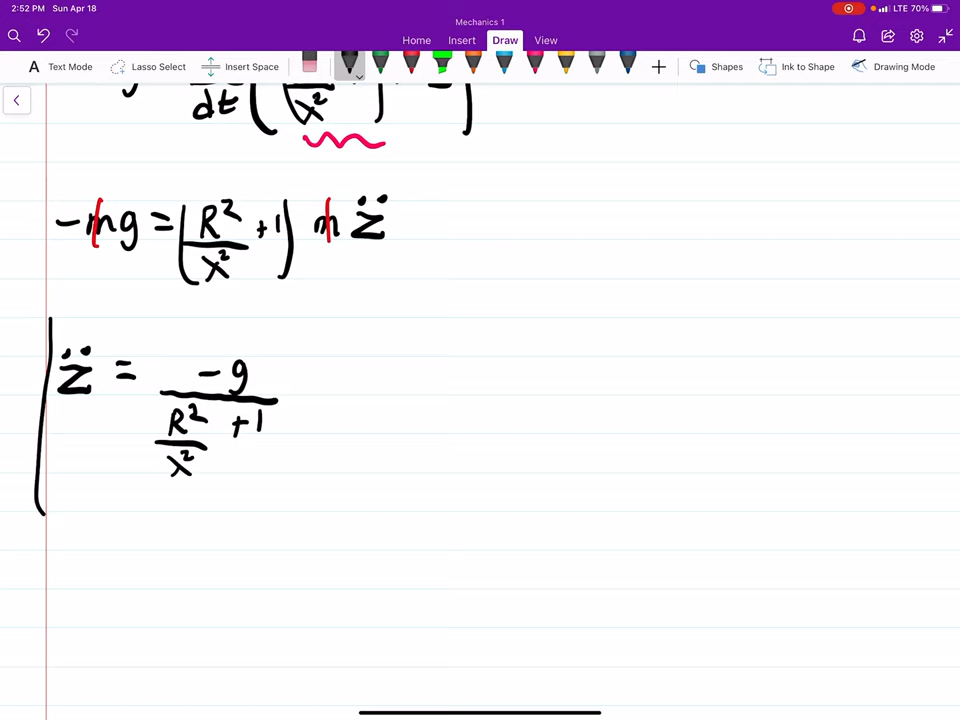 2:52 PM Sun Apr 18
LTE 70%
Mechanics 1
Home Insert Draw View
A Text Mode Lasso Select Insert Space Shapes Ink to Shape Drawing Mode
d/dt ( /x²
-mg = (R²/x² + 1) m z̈
z̈ = -g / (R²/x² + 1)